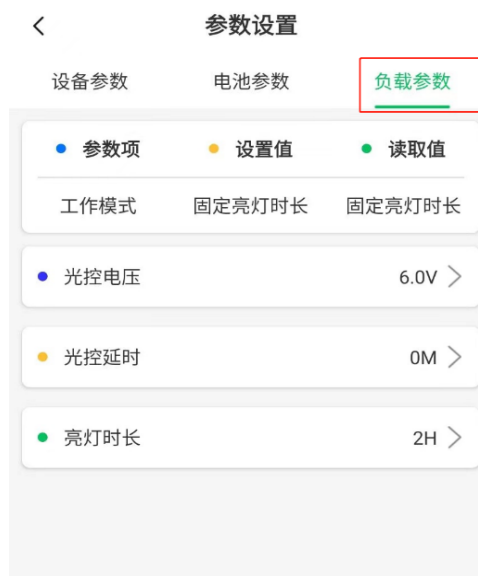 参数设置
设备参数 电池参数 负载参数
参数项 设置值 读取值
工作模式 固定亮灯时长 固定亮灯时长
光控电压 6.0V
光控延时 0M
亮灯时长 2H